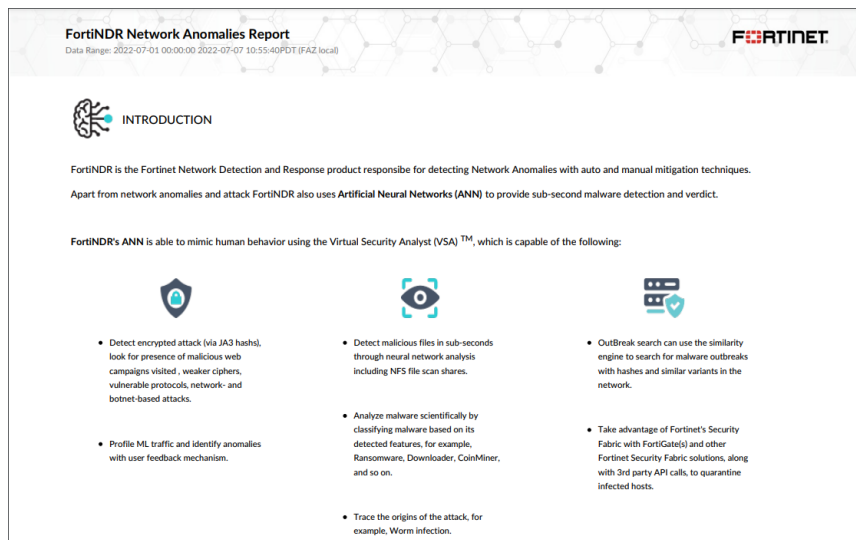 FortiNDR Network Anomalies Report
Data Range: 2022-07-01 00:00:00 2022-07-07 10:55:40PDT (FAZ local)
FORTINET
INTRODUCTION
FortiNDR is the Fortinet Network Detection and Response product responsibe for detecting Network Anomalies with auto and manual mitigation techniques.
Apart from network anomalies and attack FortiNDR also uses Artificial Neural Networks (ANN) to provide sub-second malware detection and verdict.
FortiNDR's ANN is able to mimic human behavior using the Virtual Security Analyst (VSA) TM, which is capable of the following:
• Detect encrypted attack (via JA3 hashs),
look for presence of malicious web
campaigns visited , weaker ciphers,
vulnerable protocols, network- and
botnet-based attacks.
• Profile ML traffic and identify anomalies
with user feedback mechanism.
• Detect malicious files in sub-seconds
through neural network analysis
including NFS file scan shares.
• Analyze malware scientifically by
classifying malware based on its
detected features, for example,
Ransomware, Downloader, CoinMiner,
and so on.
• Trace the origins of the attack, for
example, Worm infection.
• OutBreak search can use the similarity
engine to search for malware outbreaks
with hashes and similar variants in the
network.
• Take advantage of Fortinet's Security
Fabric with FortiGate(s) and other
Fortinet Security Fabric solutions, along
with 3rd party API calls, to quarantine
infected hosts.